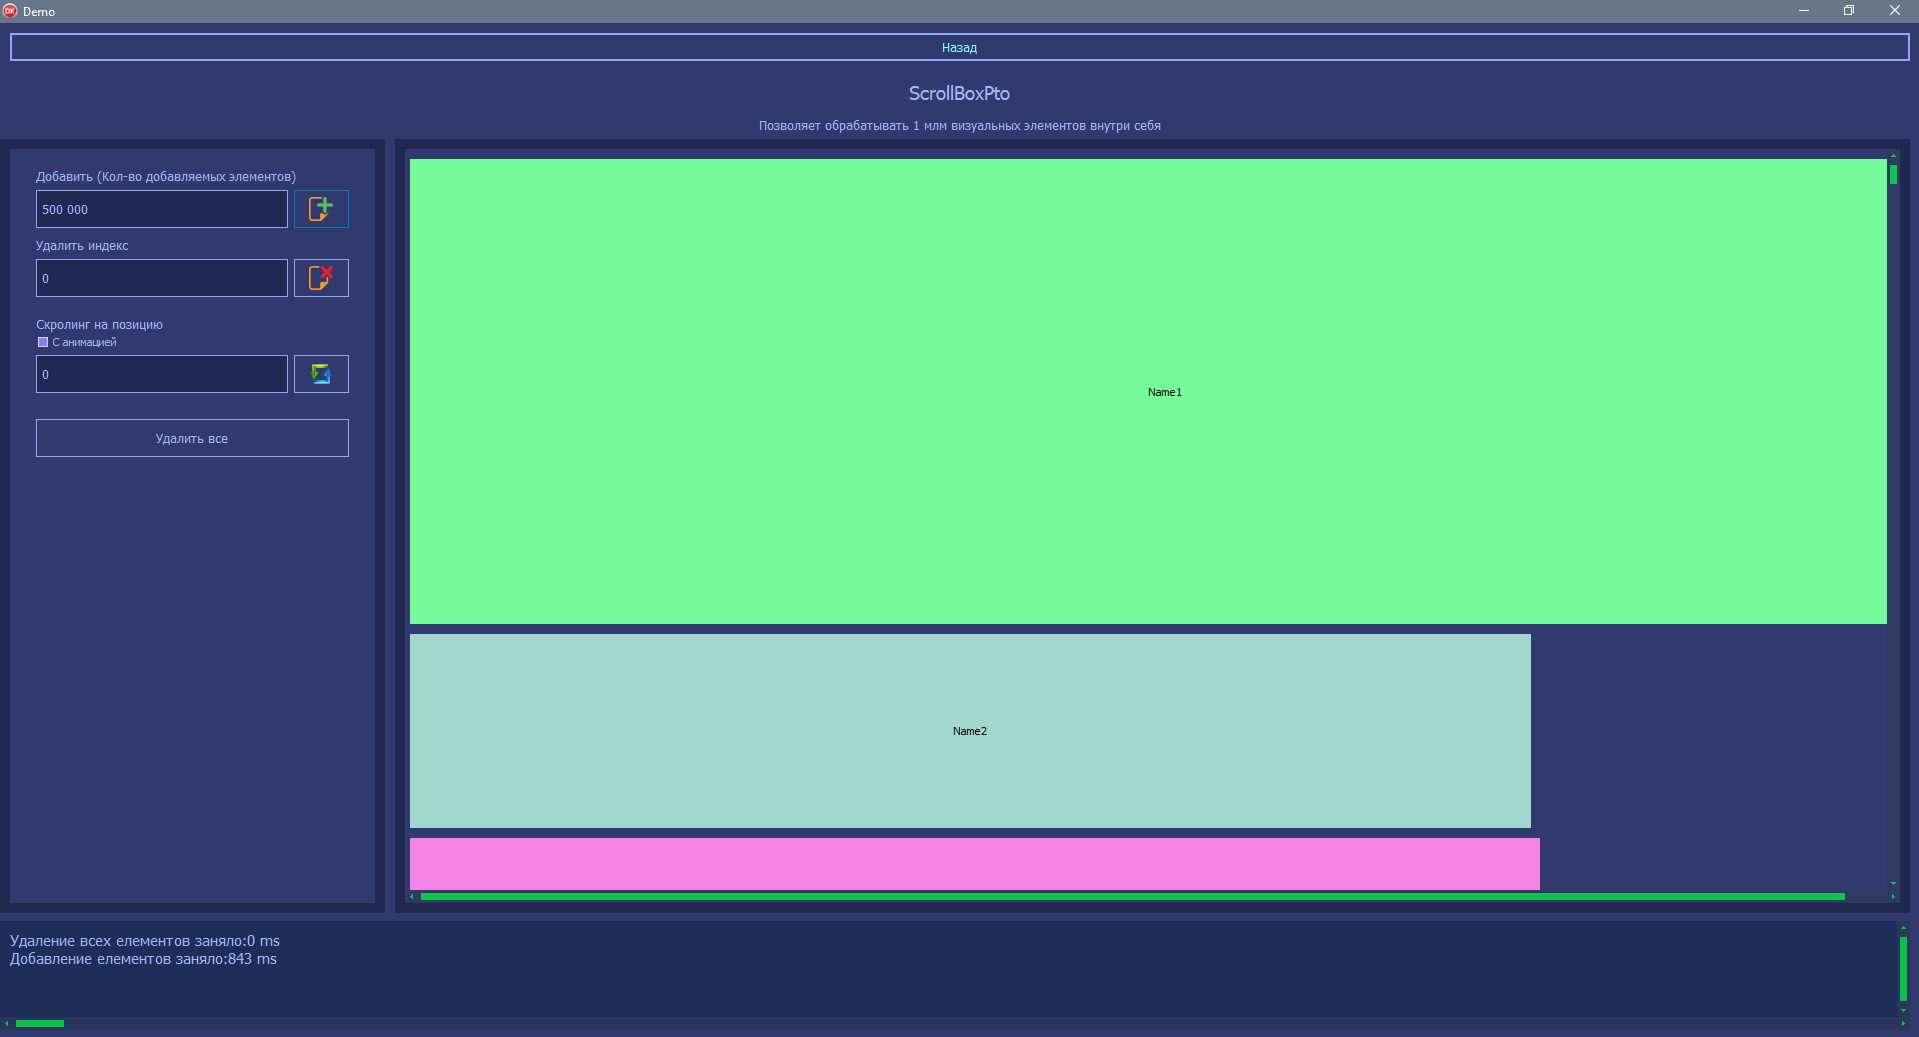 Demo
Назад
ScrollBoxPto
Позволяет обрабатывать 1 млм визуальных элементов внутри себя
Добавить (Кол-во добавляемых элементов)
500 000
Удалить индекс
0
Скролинг на позицию
С анимацией
0
Удалить все
Name1
Name2
Удаление всех елементов заняло:0 ms
Добавление елементов заняло:843 ms